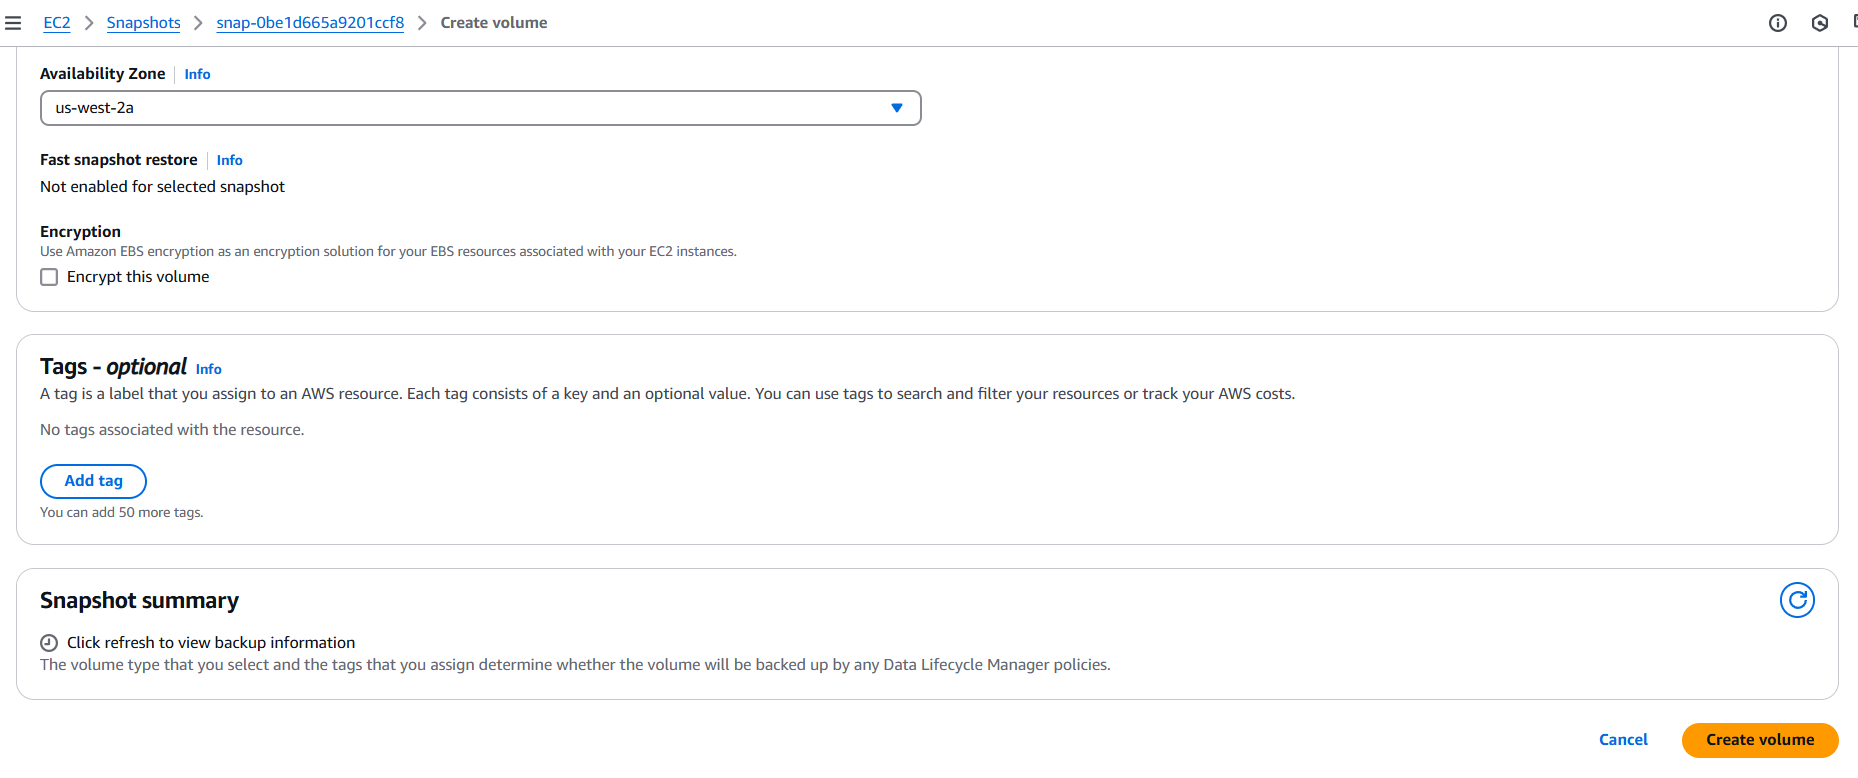 EC2 > Snapshots > snap-0be1d665a9201ccf8 > Create volume
Availability Zone | Info
us-west-2a
Fast snapshot restore | Info
Not enabled for selected snapshot
Encryption
Use Amazon EBS encryption as an encryption solution for your EBS resources associated with your EC2 instances.
Encrypt this volume
Tags - optional Info
A tag is a label that you assign to an AWS resource. Each tag consists of a key and an optional value. You can use tags to search and filter your resources or track your AWS costs.
No tags associated with the resource.
Add tag
You can add 50 more tags.
Snapshot summary
Click refresh to view backup information
The volume type that you select and the tags that you assign determine whether the volume will be backed up by any Data Lifecycle Manager policies.
Cancel Create volume